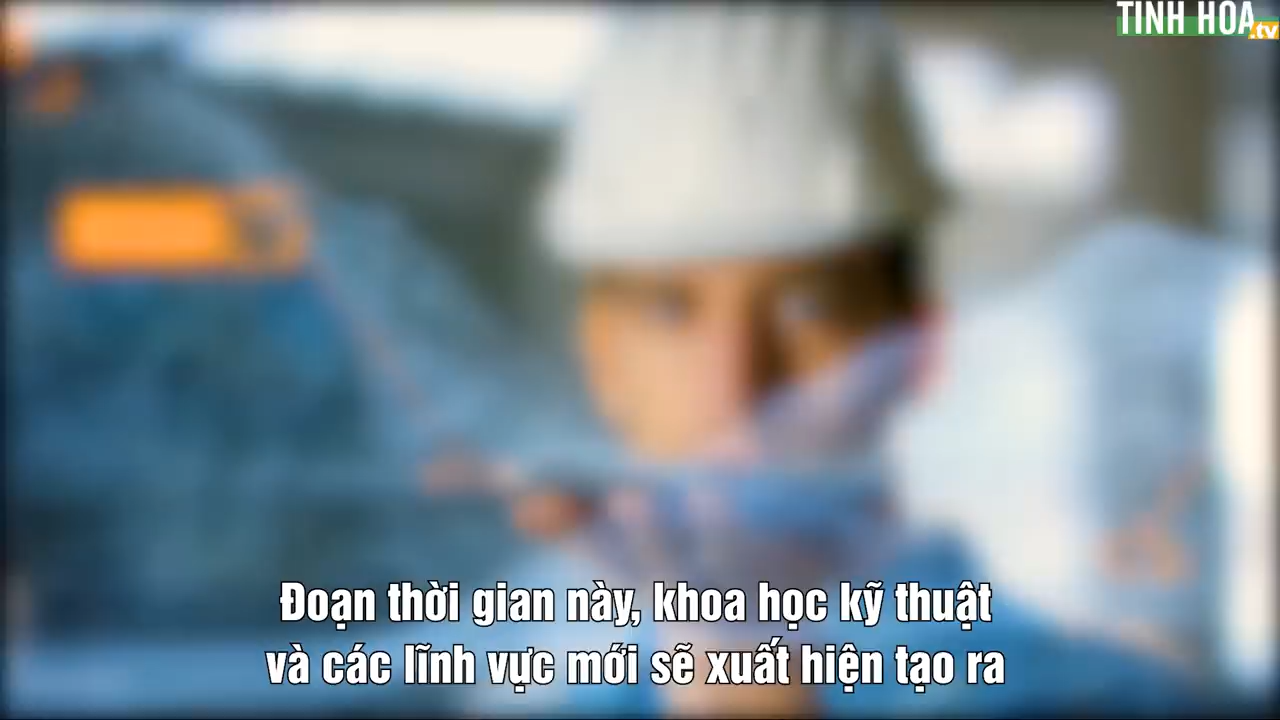 TINH HOA
.tv
Đoạn thời gian này, khoa học kỹ thuật
và các lĩnh vực mới sẽ xuất hiện tạo ra